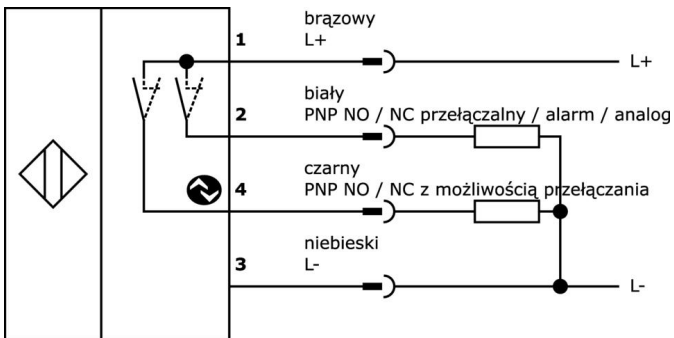 brązowy
1 L+
L+
biały
2 PNP NO / NC przełączalny / alarm / analog
czarny
4 PNP NO / NC z możliwością przełączania
niebieski
3 L-
L-